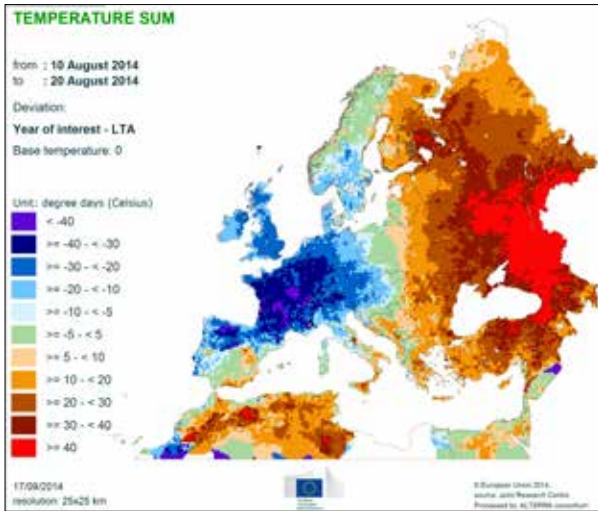 TEMPERATURE SUM
from : 10 August 2014
to : 20 August 2014
Deviation:
Year of interest - LTA
Base temperature: 0
Unit: degree days (Celsius)
< -40
>= -40 - < -30
>= -30 - < -20
>= -20 - < -10
>= -10 - < -5
>= -5 - < 5
>= 5 - < 10
>= 10 - < 20
>= 20 - < 30
>= 30 - < 40
>= 40
17/09/2014
resolution: 25x25 km
© European Union 2014
source: Joint Research Centre
Processed by ALTERRA consortium